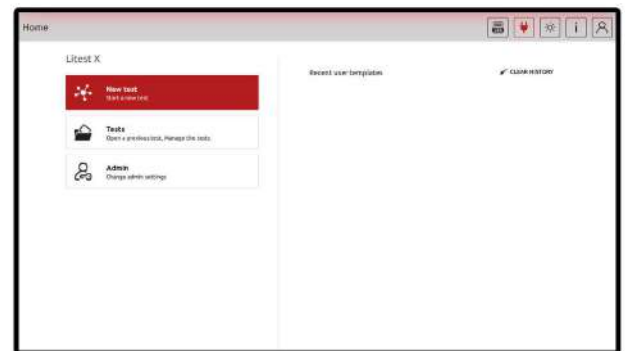 Home
Litest X
New test
Start a new test
Tests
Open a previous test, Manage the tests.
Admin
Change admin settings
Recent user templates
CLEAR HISTORY